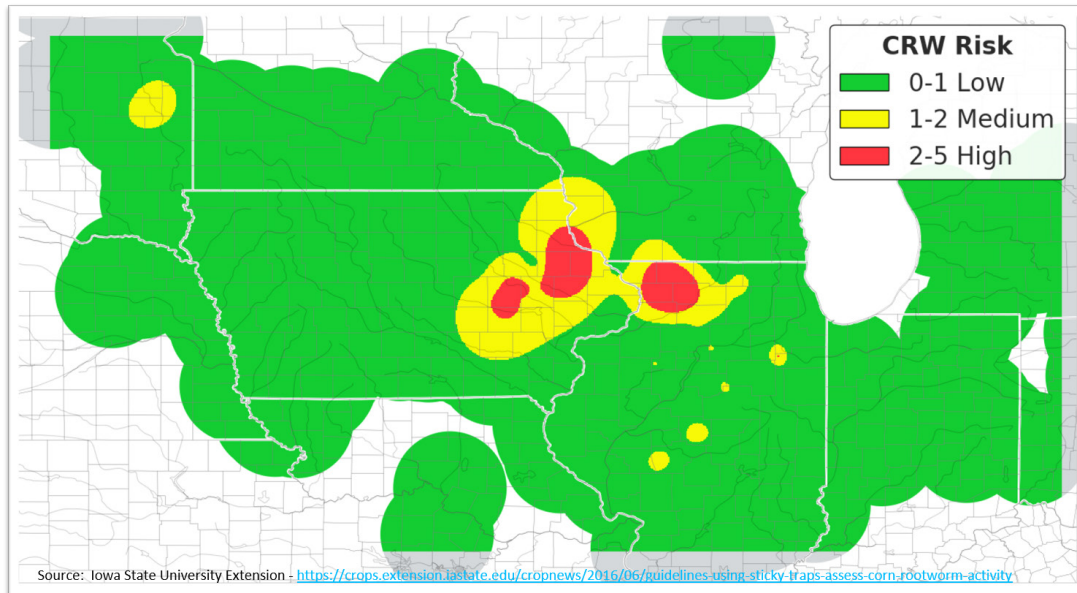 CRW Risk
0-1 Low
1-2 Medium
2-5 High
Source: Iowa State University Extension - https://crops.extension.iastate.edu/cropnews/2016/06/guidelines-using-sticky-traps-assess-corn-rootworm-activity